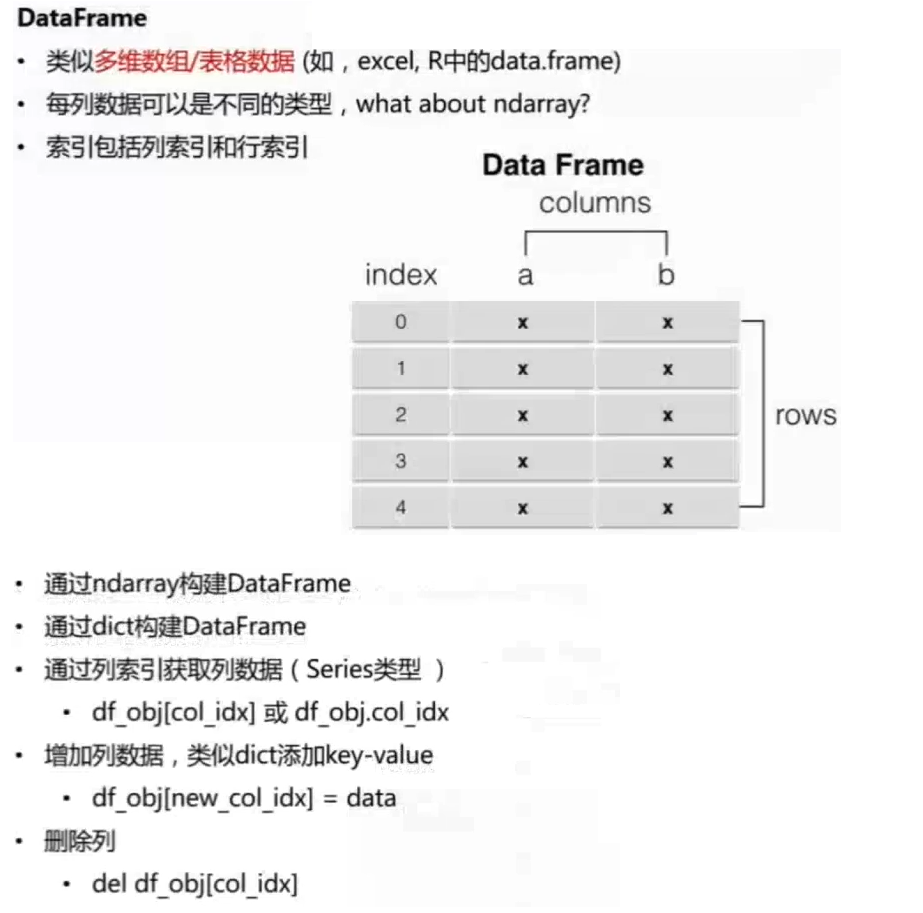 DataFrame
• 类似多维数组/表格数据 (如，excel, R中的data.frame)
• 每列数据可以是不同的类型，what about ndarray?
• 索引包括列索引和行索引
Data Frame
columns
index a b
0 x x
1 x x
2 x x
rows
3 x x
4 x x
• 通过ndarray构建DataFrame
• 通过dict构建DataFrame
• 通过列索引获取列数据（Series类型 ）
• df_obj[col_idx] 或 df_obj.col_idx
• 增加列数据，类似dict添加key-value
• df_obj[new_col_idx] = data
• 删除列
• del df_obj[col_idx]